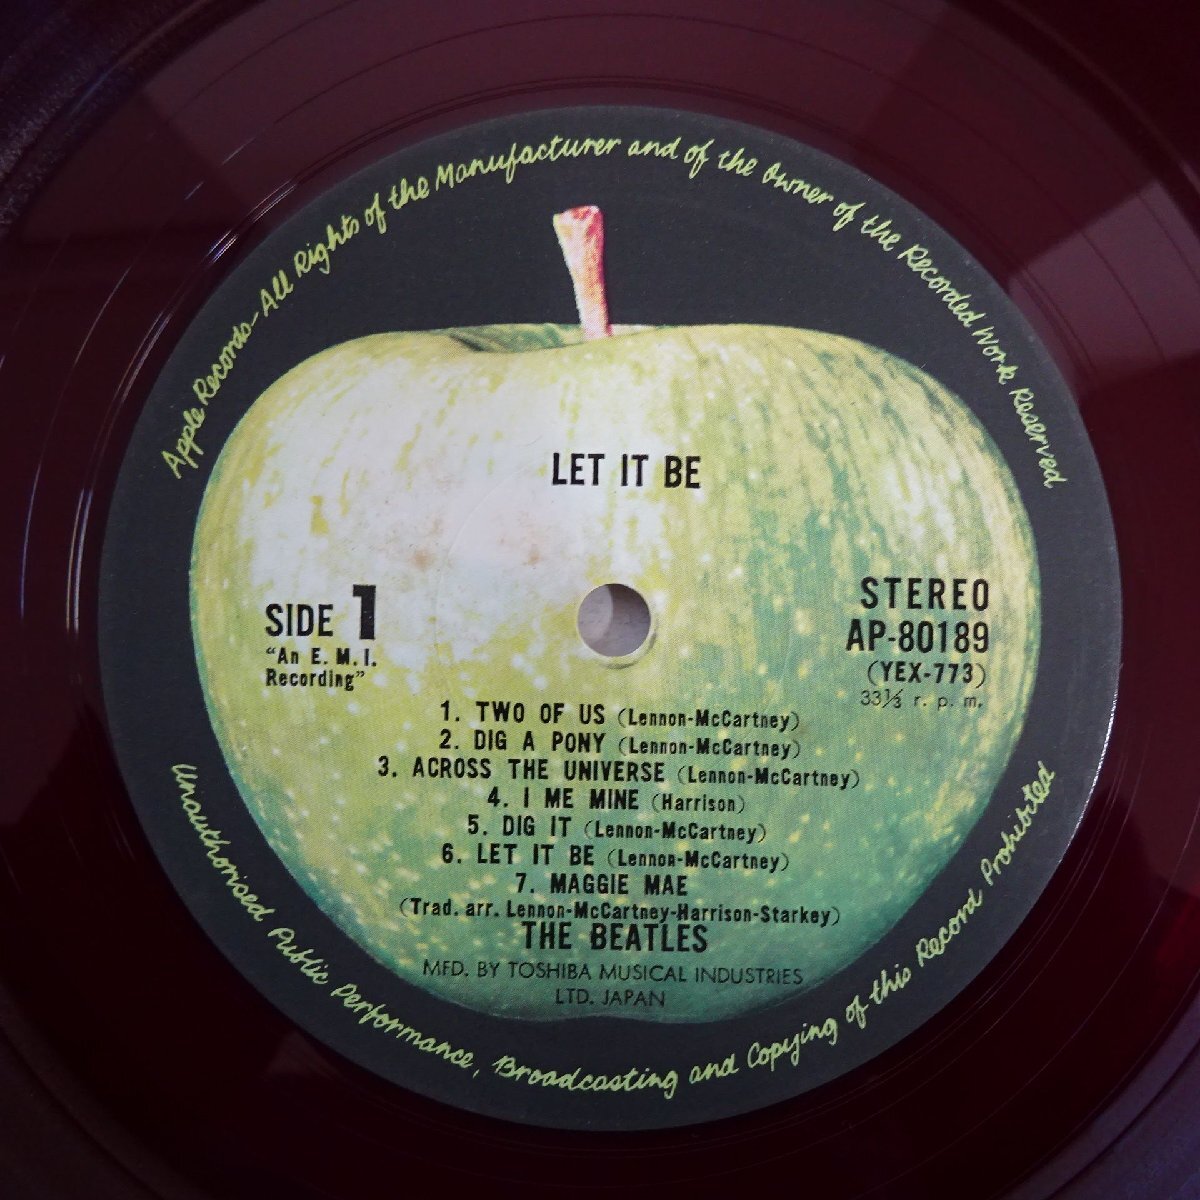 Apple Records-All Rights of the Manufacturer and of the Owner of the Recorded Work Reserved
LET IT BE
SIDE 1
"An E.M.I.
Recording"
STEREO
AP-80189
(YEX-773)
33⅓ r. p. m.
1. TWO OF US (Lennon-McCartney)
2. DIG A PONY (Lennon-McCartney)
3. ACROSS THE UNIVERSE (Lennon-McCartney)
4. I ME MINE (Harrison)
5. DIG IT (Lennon-McCartney)
6. LET IT BE (Lennon-McCartney)
7. MAGGIE MAE
(Trad. arr. Lennon-McCartney-Harrison-Starkey)
THE BEATLES
MFD. BY TOSHIBA MUSICAL INDUSTRIES
LTD. JAPAN
Unauthorised Public Performance, Broadcasting and Copying of this Record Prohibited